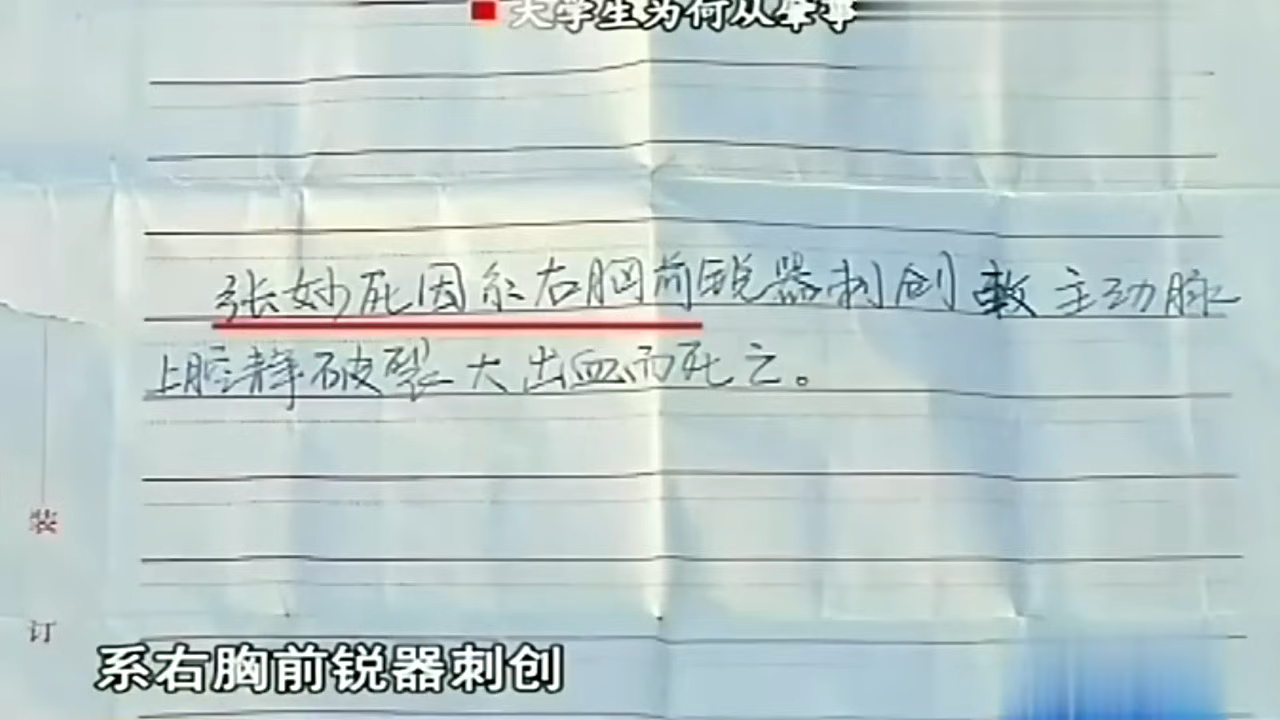 大学生为何从肇事
张妙死因系右胸前锐器刺创致主动脉
上腔静破裂大出血而死亡。
装
订
系右胸前锐器刺创